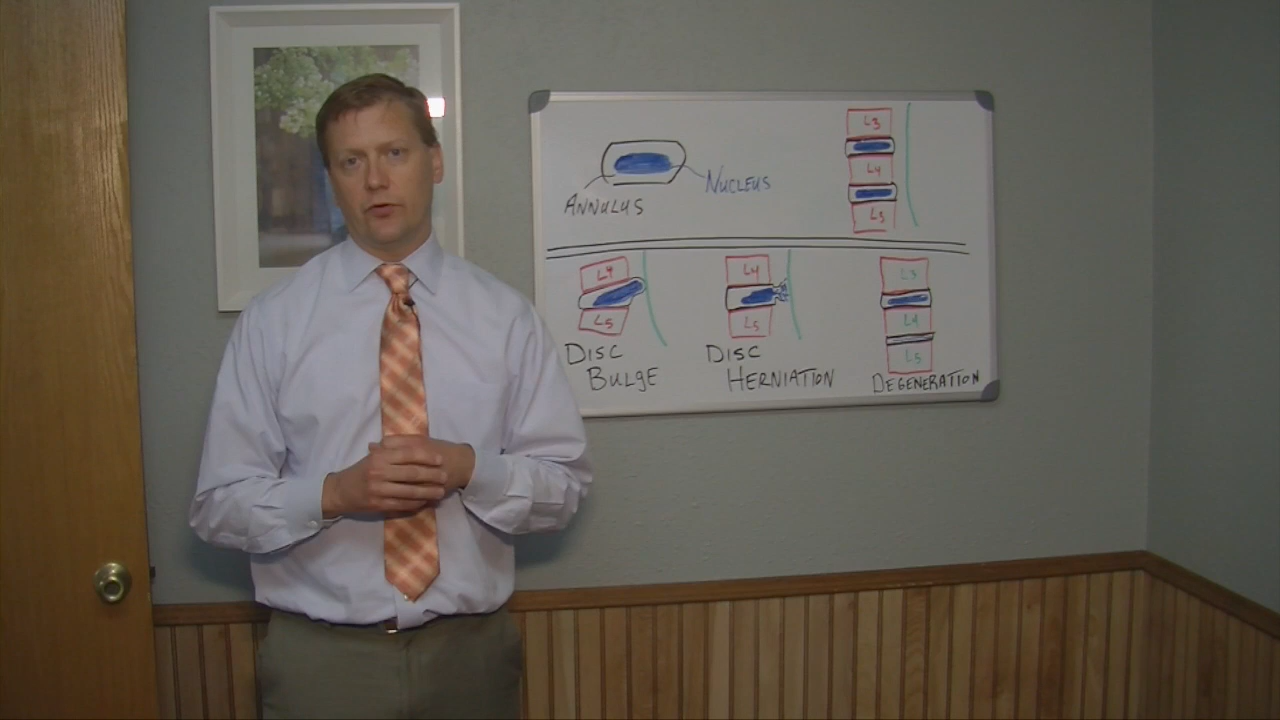 ANNULUS
NUCLEUS
L3
L4
L5
L4
L5
DISC
BULGE
L4
L5
DISC
HERNIATION
L3
L4
L5
DEGENERATION